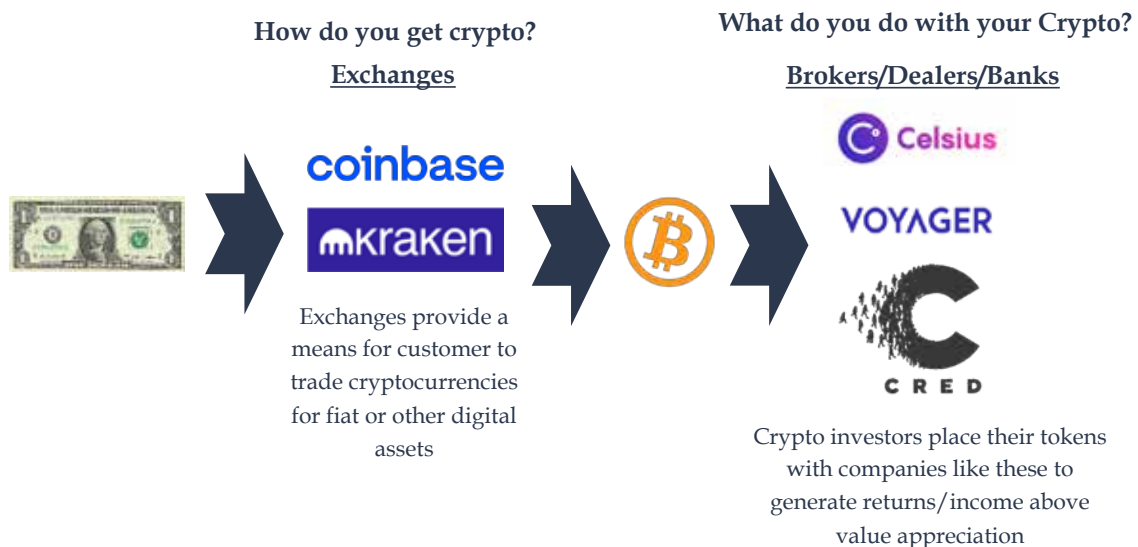 How do you get crypto?
Exchanges
coinbase
mkraken
Exchanges provide a
means for customer to
trade cryptocurrencies
for fiat or other digital
assets
What do you do with your Crypto?
Brokers/Dealers/Banks
Celsius
VOYAGER
CRED
Crypto investors place their tokens
with companies like these to
generate returns/income above
value appreciation